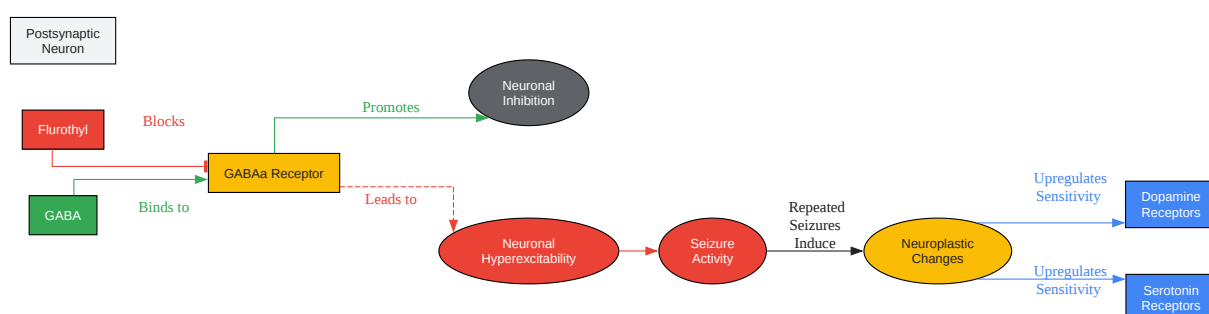 Postsynaptic
Neuron
Flurothyl
Blocks
GABA
Binds to
GABAa Receptor
Promotes
Neuronal
Inhibition
Leads to
Neuronal
Hyperexcitability
Seizure
Activity
Repeated
Seizures
Induce
Neuroplastic
Changes
Upregulates
Sensitivity
Dopamine
Receptors
Upregulates
Sensitivity
Serotonin
Receptors